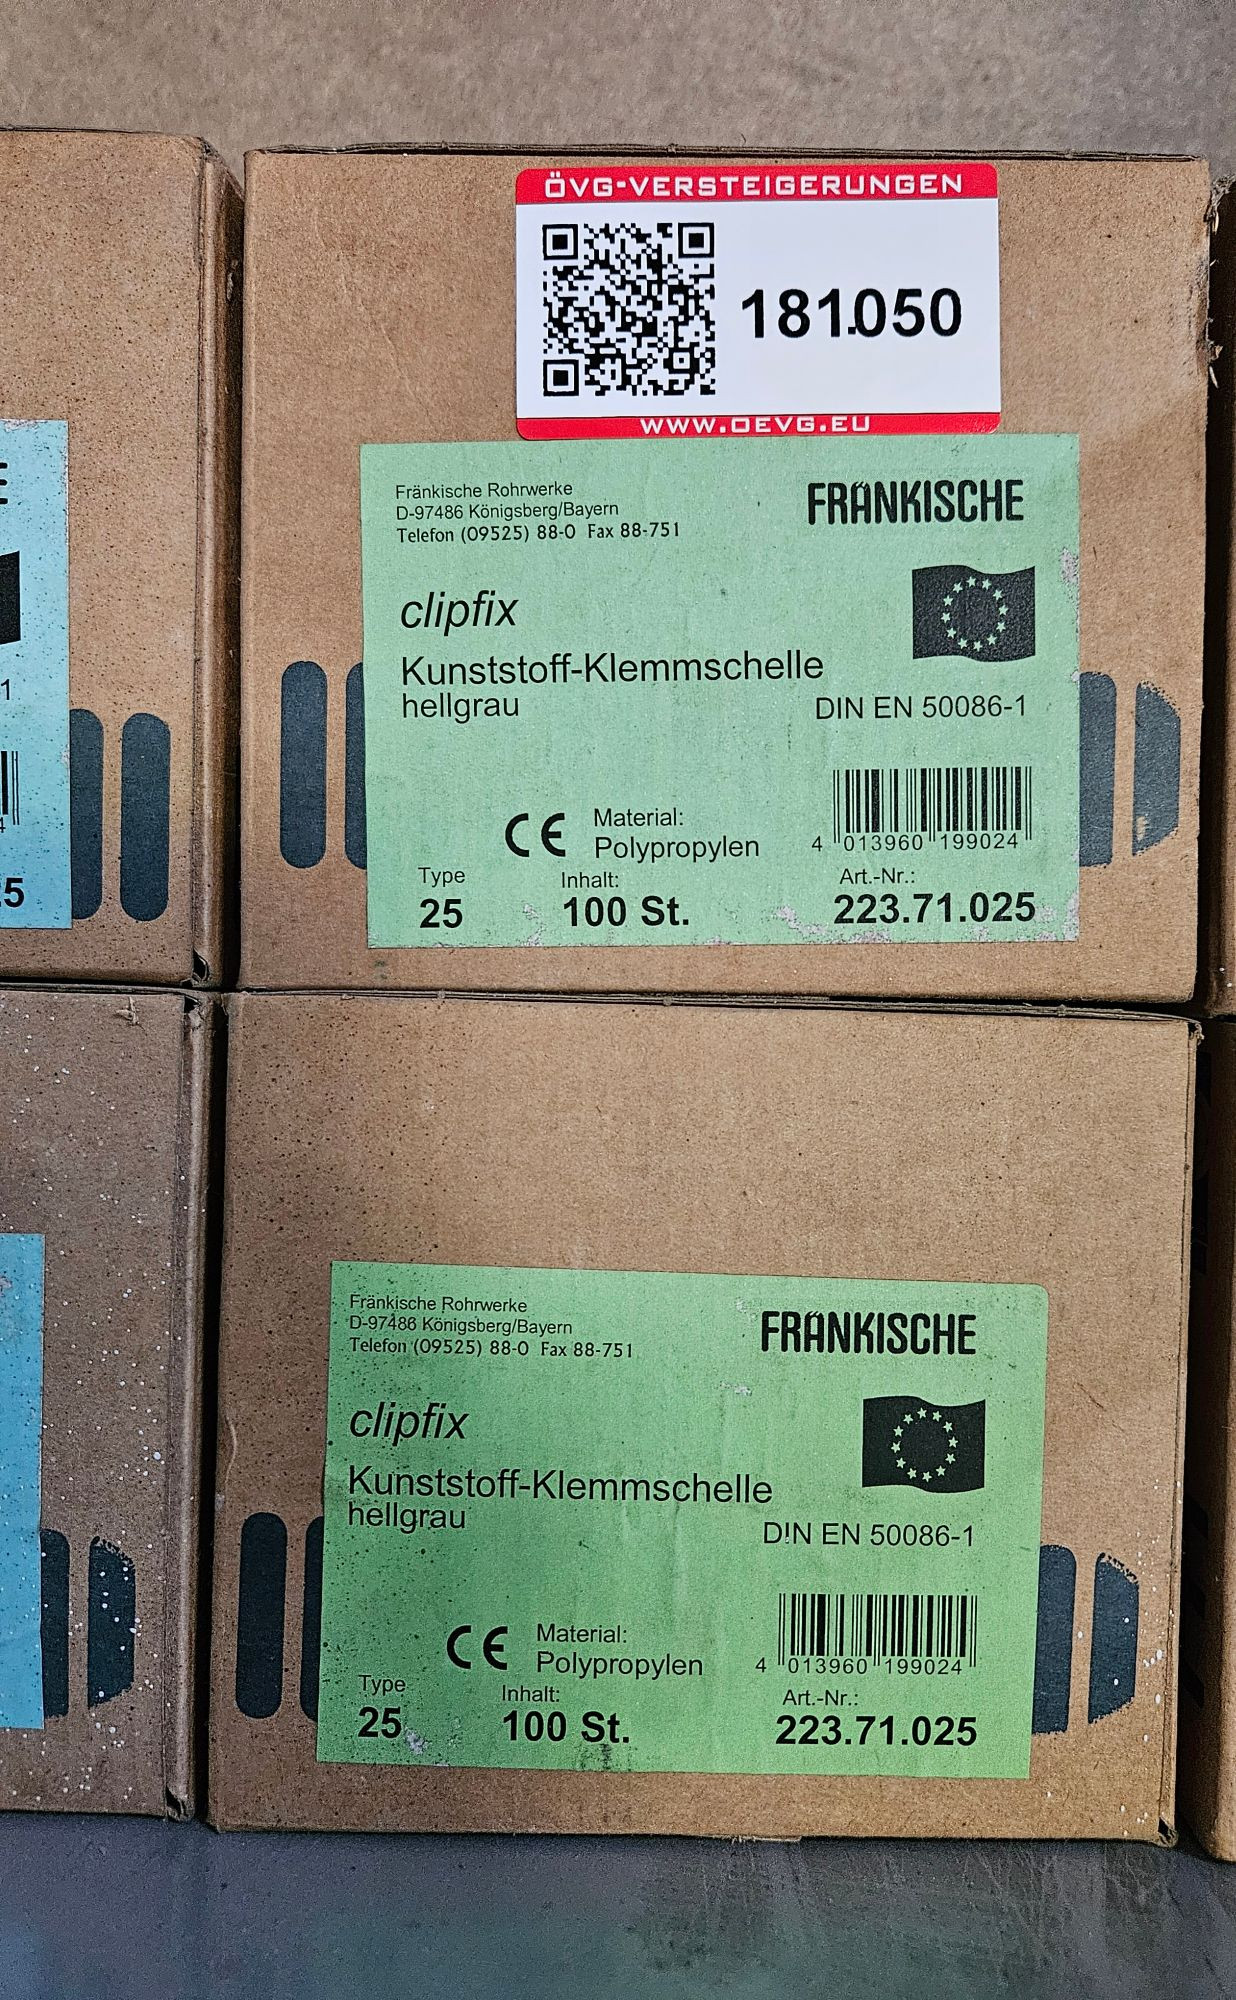 ÖVG-VERSTEIGERUNGEN
181.050
WWW.OEVG.EU
Fränkische Rohrwerke
D-97486 Königsberg/Bayern
Telefon (09525) 88-0 Fax 88-751
FRÄNKISCHE
clipfix
Kunststoff-Klemmschelle
hellgrau
DIN EN 50086-1
CE
Material:
Polypropylen
4 013960 199024
Type
25
Inhalt:
100 St.
Art.-Nr.:
223.71.025
Fränkische Rohrwerke
D-97486 Königsberg/Bayern
Telefon (09525) 88-0 Fax 88-751
FRÄNKISCHE
clipfix
Kunststoff-Klemmschelle
hellgrau
DIN EN 50086-1
CE
Material:
Polypropylen
4 013960 199024
Type
25
Inhalt:
100 St.
Art.-Nr.:
223.71.025